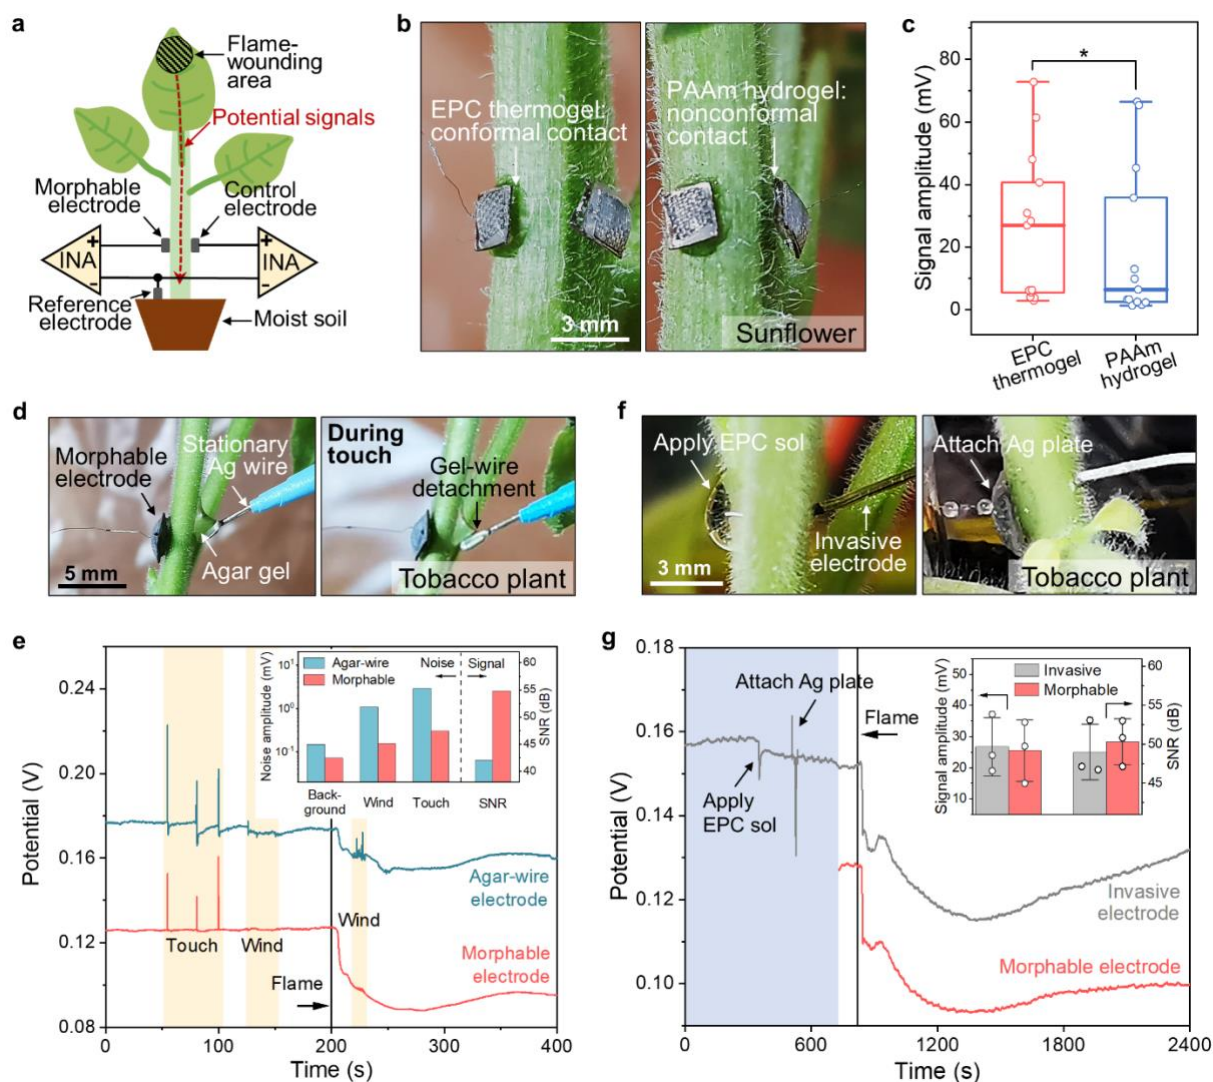 a
Flame-
wounding
area
Potential signals
Morphable
electrode
Control
electrode
+
INA
-
+
INA
-
Reference
electrode
Moist soil
b
EPC thermogel:
conformal contact
3 mm
PAAm hydrogel:
nonconformal
contact
Sunflower
c
*
Signal amplitude (mV)
80
60
40
20
0
EPC
thermogel
PAAm
hydrogel
d
Morphable
electrode
Stationary
Ag wire
Agar gel
5 mm
During
touch
Gel-wire
detachment
Tobacco plant
f
Apply EPC sol
Invasive
electrode
3 mm
Attach Ag plate
Tobacco plant
e
Potential (V)
0.24
0.20
0.16
0.12
0.08
0
100
200
300
400
Time (s)
Touch
Wind
Flame
Wind
Agar-wire
electrode
Morphable
electrode
Noise amplitude (mV)
10¹
10⁰
10⁻¹
Agar-wire
Morphable
Noise
Signal
60
55
50
45
40
SNR (dB)
Back-
ground
Wind
Touch
SNR
g
Potential (V)
0.18
0.16
0.14
0.12
0.10
0
600
1200
1800
2400
Time (s)
Attach Ag plate
Apply
EPC sol
Flame
Invasive
electrode
Morphable electrode
Signal amplitude (mV)
50
40
30
20
10
Invasive
Morphable
60
55
50
45
SNR (dB)